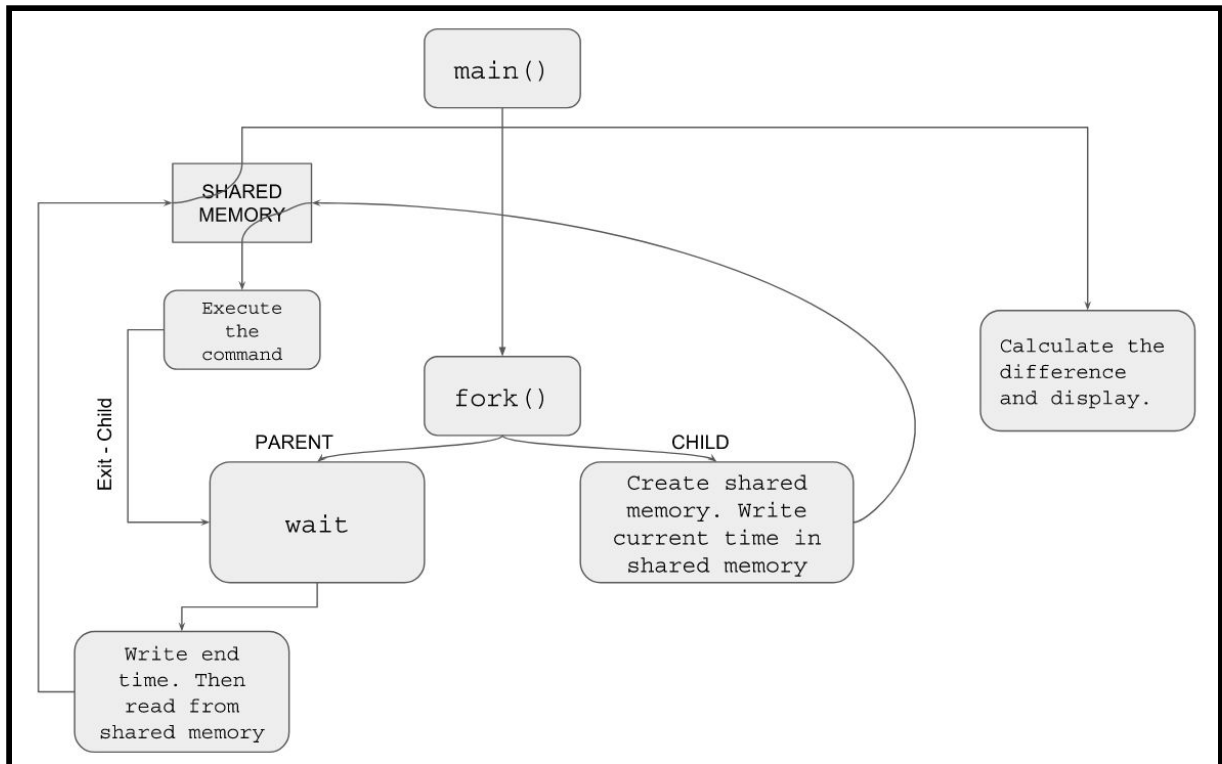 main()
SHARED
MEMORY
Execute
the
command
Calculate the
difference
and display.
fork()
Exit - Child
PARENT
CHILD
wait
Create shared
memory. Write
current time in
shared memory
Write end
time. Then
read from
shared memory